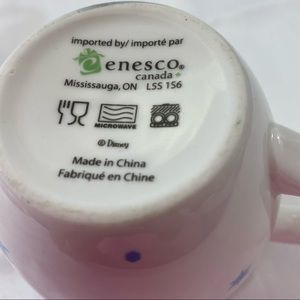 imported by/ importé par
enesco®
canada
Mississauga, ON L5S 1S6
MICROWAVE
© Disney
Made in China
Fabriqué en Chine